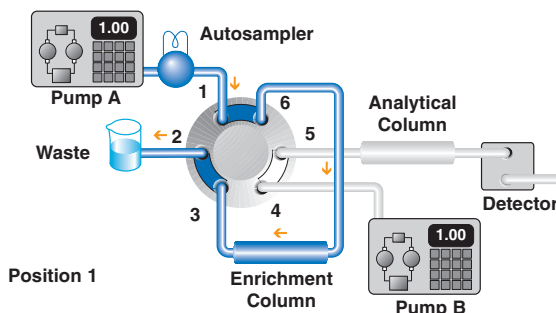 1.00
Autosampler
Pump A
1
6
Analytical
Column
2
5
Waste
3
4
Detector
1.00
Position 1
Enrichment
Column
Pump B